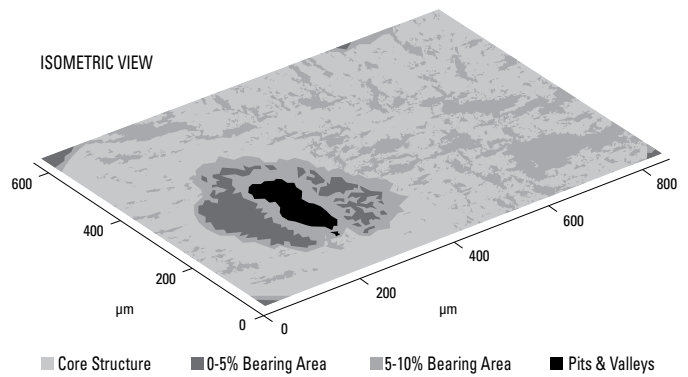 ISOMETRIC VIEW
600
400
200
0
µm
0
200
400
600
800
µm
Core Structure
0-5% Bearing Area
5-10% Bearing Area
Pits & Valleys